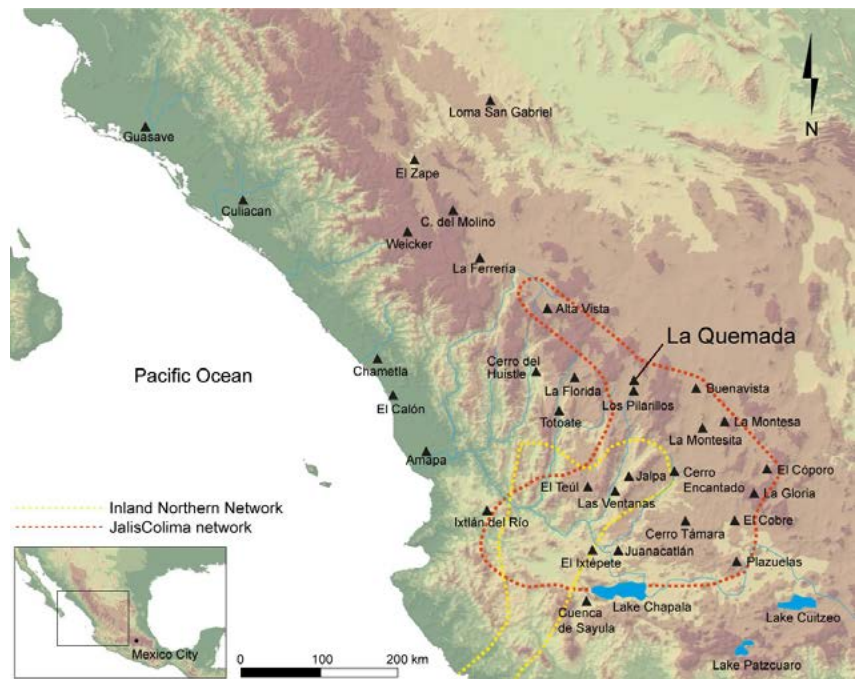 Loma San Gabriel
N
Guasave
El Zape
Culiacan
C. del Molino
Weicker
La Ferrería
Alta Vista
La Quemada
Pacific Ocean
Chametla
Cerro del
Huistle
La Florida
Los Pilarillos
Buenavista
El Calón
Totoate
La Montesa
La Montesita
Amapa
El Cóporo
Jalpa
Cerro
Encantado
El Teúl
Las Ventanas
La Gloria
Inland Northern Network
JalisColima network
Ixtlán del Río
Cerro Támara
El Cobre
El Ixtépete
Juanacatlán
Plazuelas
Cuenca
de Sayula
Lake Chapala
Lake Cuitzeo
Mexico City
Lake Patzcuaro
0
100
200 km